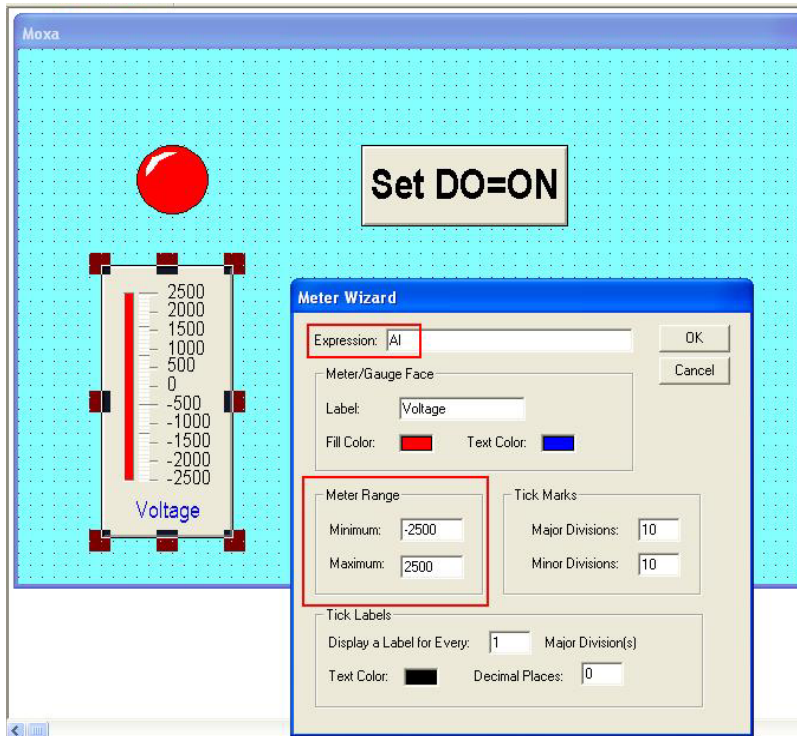 Moxa
Set DO=ON
2500
2000
1500
1000
500
0
-500
-1000
-1500
-2000
-2500
Voltage
Meter Wizard
Expression: AI
OK
Cancel
Meter/Gauge Face
Label: Voltage
Fill Color: Text Color:
Meter Range
Minimum: -2500
Maximum: 2500
Tick Marks
Major Divisions: 10
Minor Divisions: 10
Tick Labels
Display a Label for Every: 1 Major Division(s)
Text Color: Decimal Places: 0